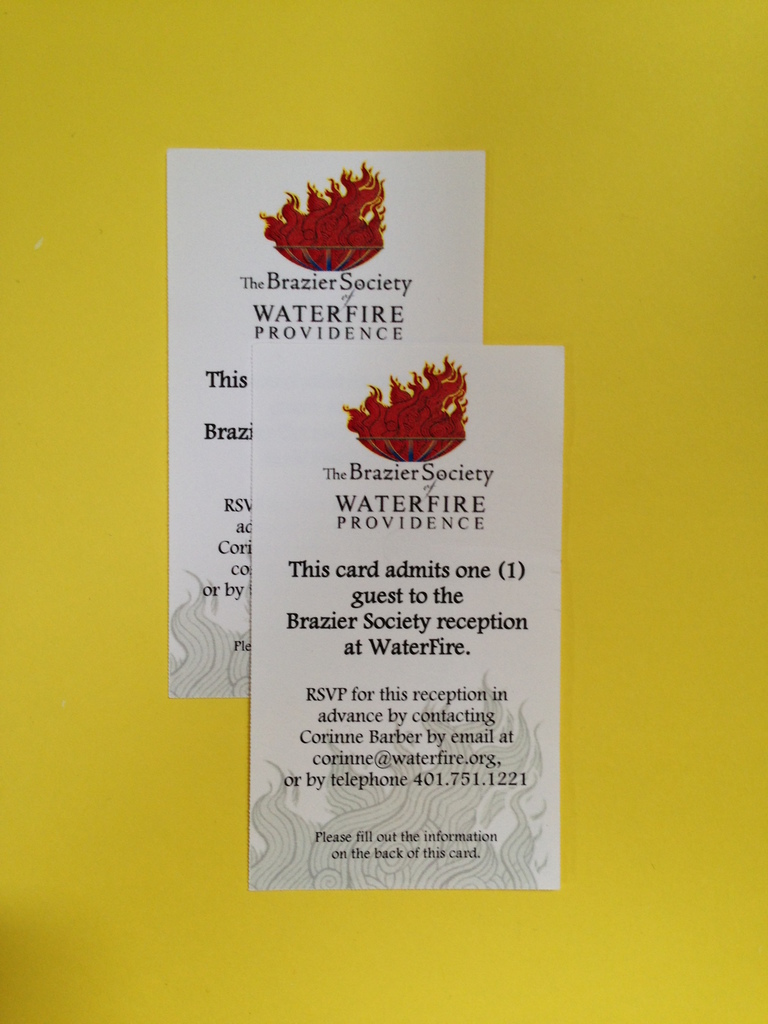 The Brazier Society
of
WATERFIRE
PROVIDENCE
This
Brazi
RSV
ad
Cori
co
or by
Ple
The Brazier Society
of
WATERFIRE
PROVIDENCE
This card admits one (1)
guest to the
Brazier Society reception
at WaterFire.
RSVP for this reception in
advance by contacting
Corinne Barber by email at
corinne@waterfire.org,
or by telephone 401.751.1221
Please fill out the information
on the back of this card.